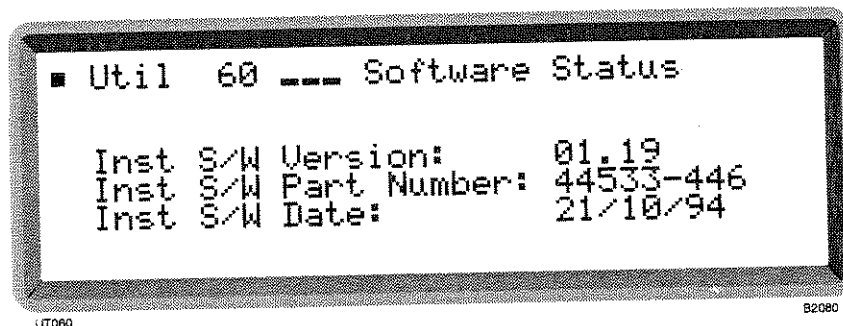 ■ Util 60 ___ Software Status
Inst S/W Version: 01.19
Inst S/W Part Number: 44533-446
Inst S/W Date: 21/10/94
UT060
B2080